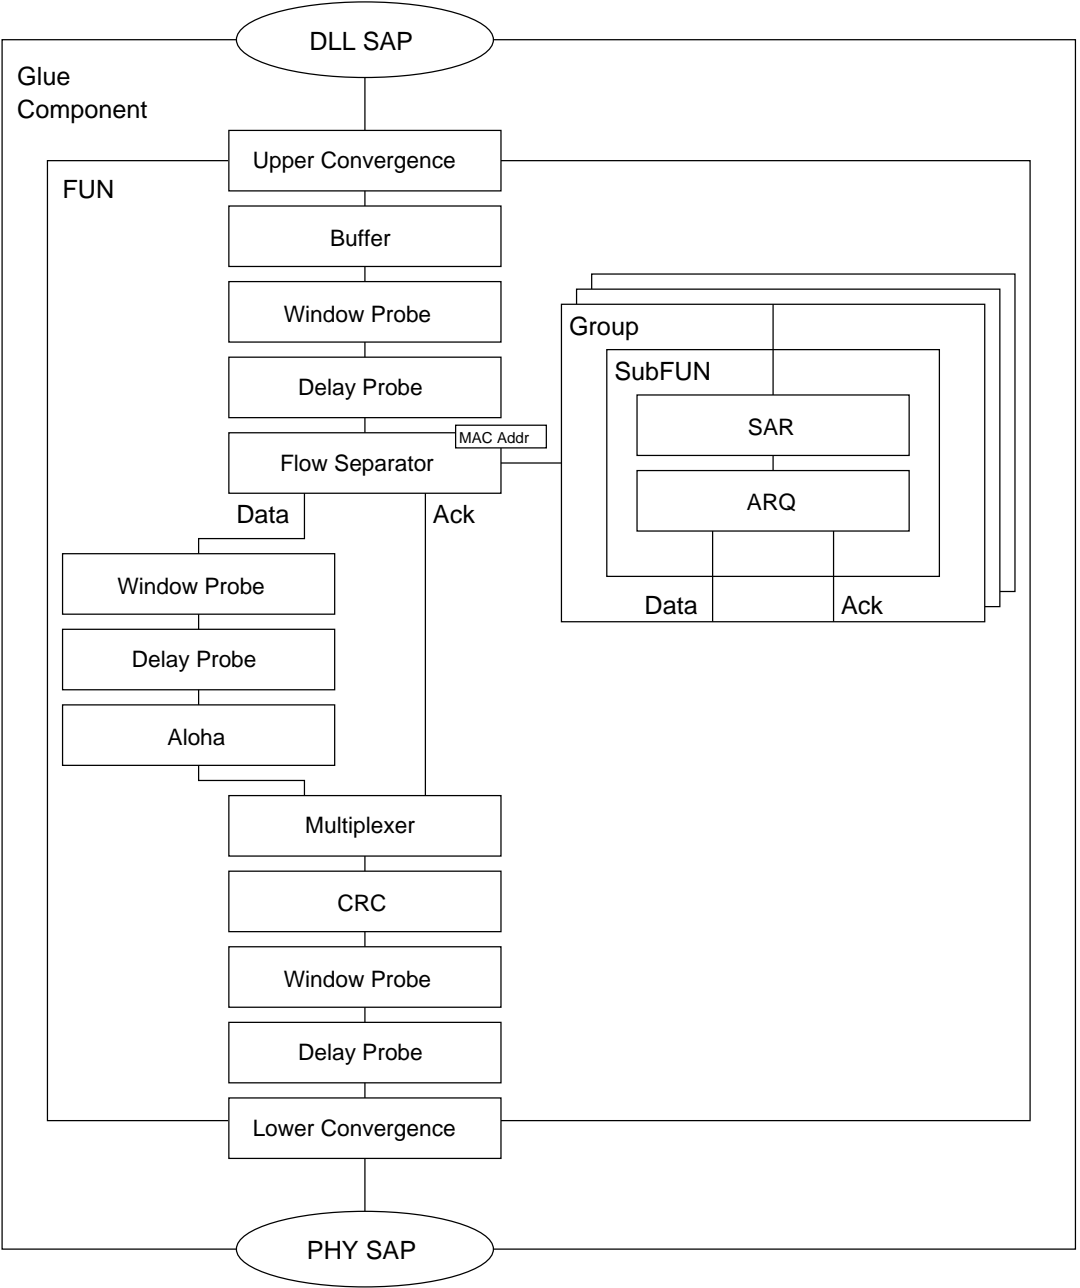 DLL SAP
Glue
Component
Upper Convergence
FUN
Buffer
Window Probe
Delay Probe
MAC Addr
Flow Separator
Data
Ack
Group
SubFUN
SAR
ARQ
Data
Ack
Window Probe
Delay Probe
Aloha
Multiplexer
CRC
Window Probe
Delay Probe
Lower Convergence
PHY SAP